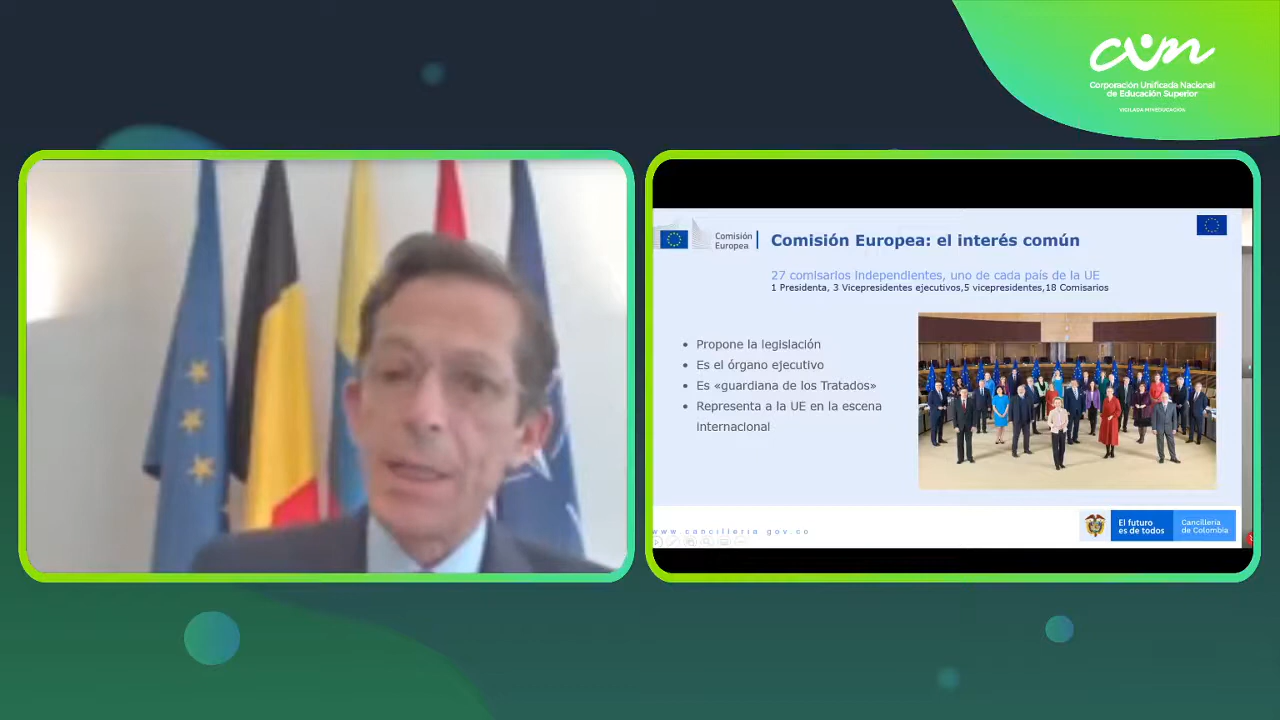 cun
Corporación Unificada Nacional
de Educación Superior
VIGILADA MINEDUCACIÓN
Comisión
Europea
Comisión Europea: el interés común
27 comisarios independientes, uno de cada país de la UE
1 Presidenta, 3 Vicepresidentes ejecutivos,5 vicepresidentes,18 Comisarios
• Propone la legislación
• Es el órgano ejecutivo
• Es «guardiana de los Tratados»
• Representa a la UE en la escena
internacional
www.cancilleria.gov.co
El futuro
es de todos
Cancillería
de Colombia